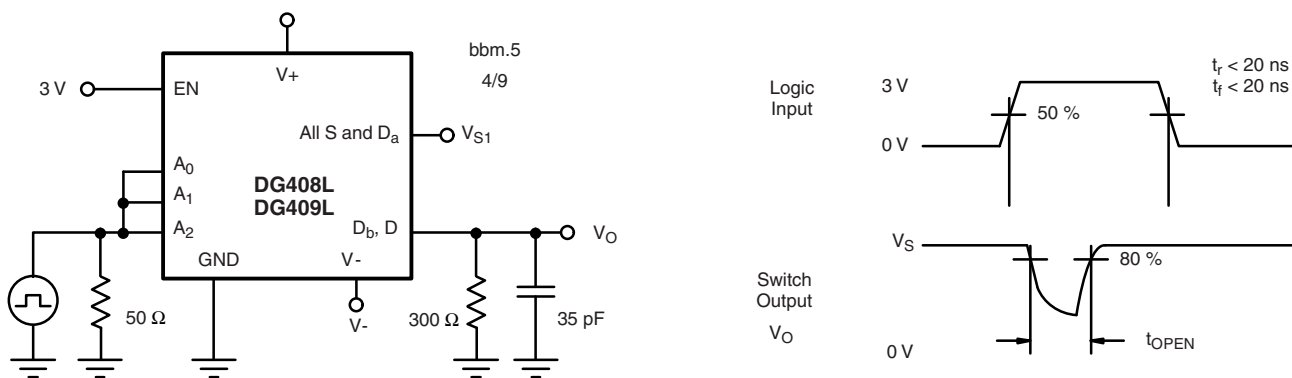 bbm.5
4/9
V+
3 V
EN
All S and Da
VS1
A0
A1
A2
DG408L
DG409L
Db, D
VO
GND
V-
V-
50 Ω
300 Ω
35 pF
Logic
Input
3 V
0 V
50 %
tr < 20 ns
tf < 20 ns
VS
80 %
Switch
Output
VO
0 V
tOPEN